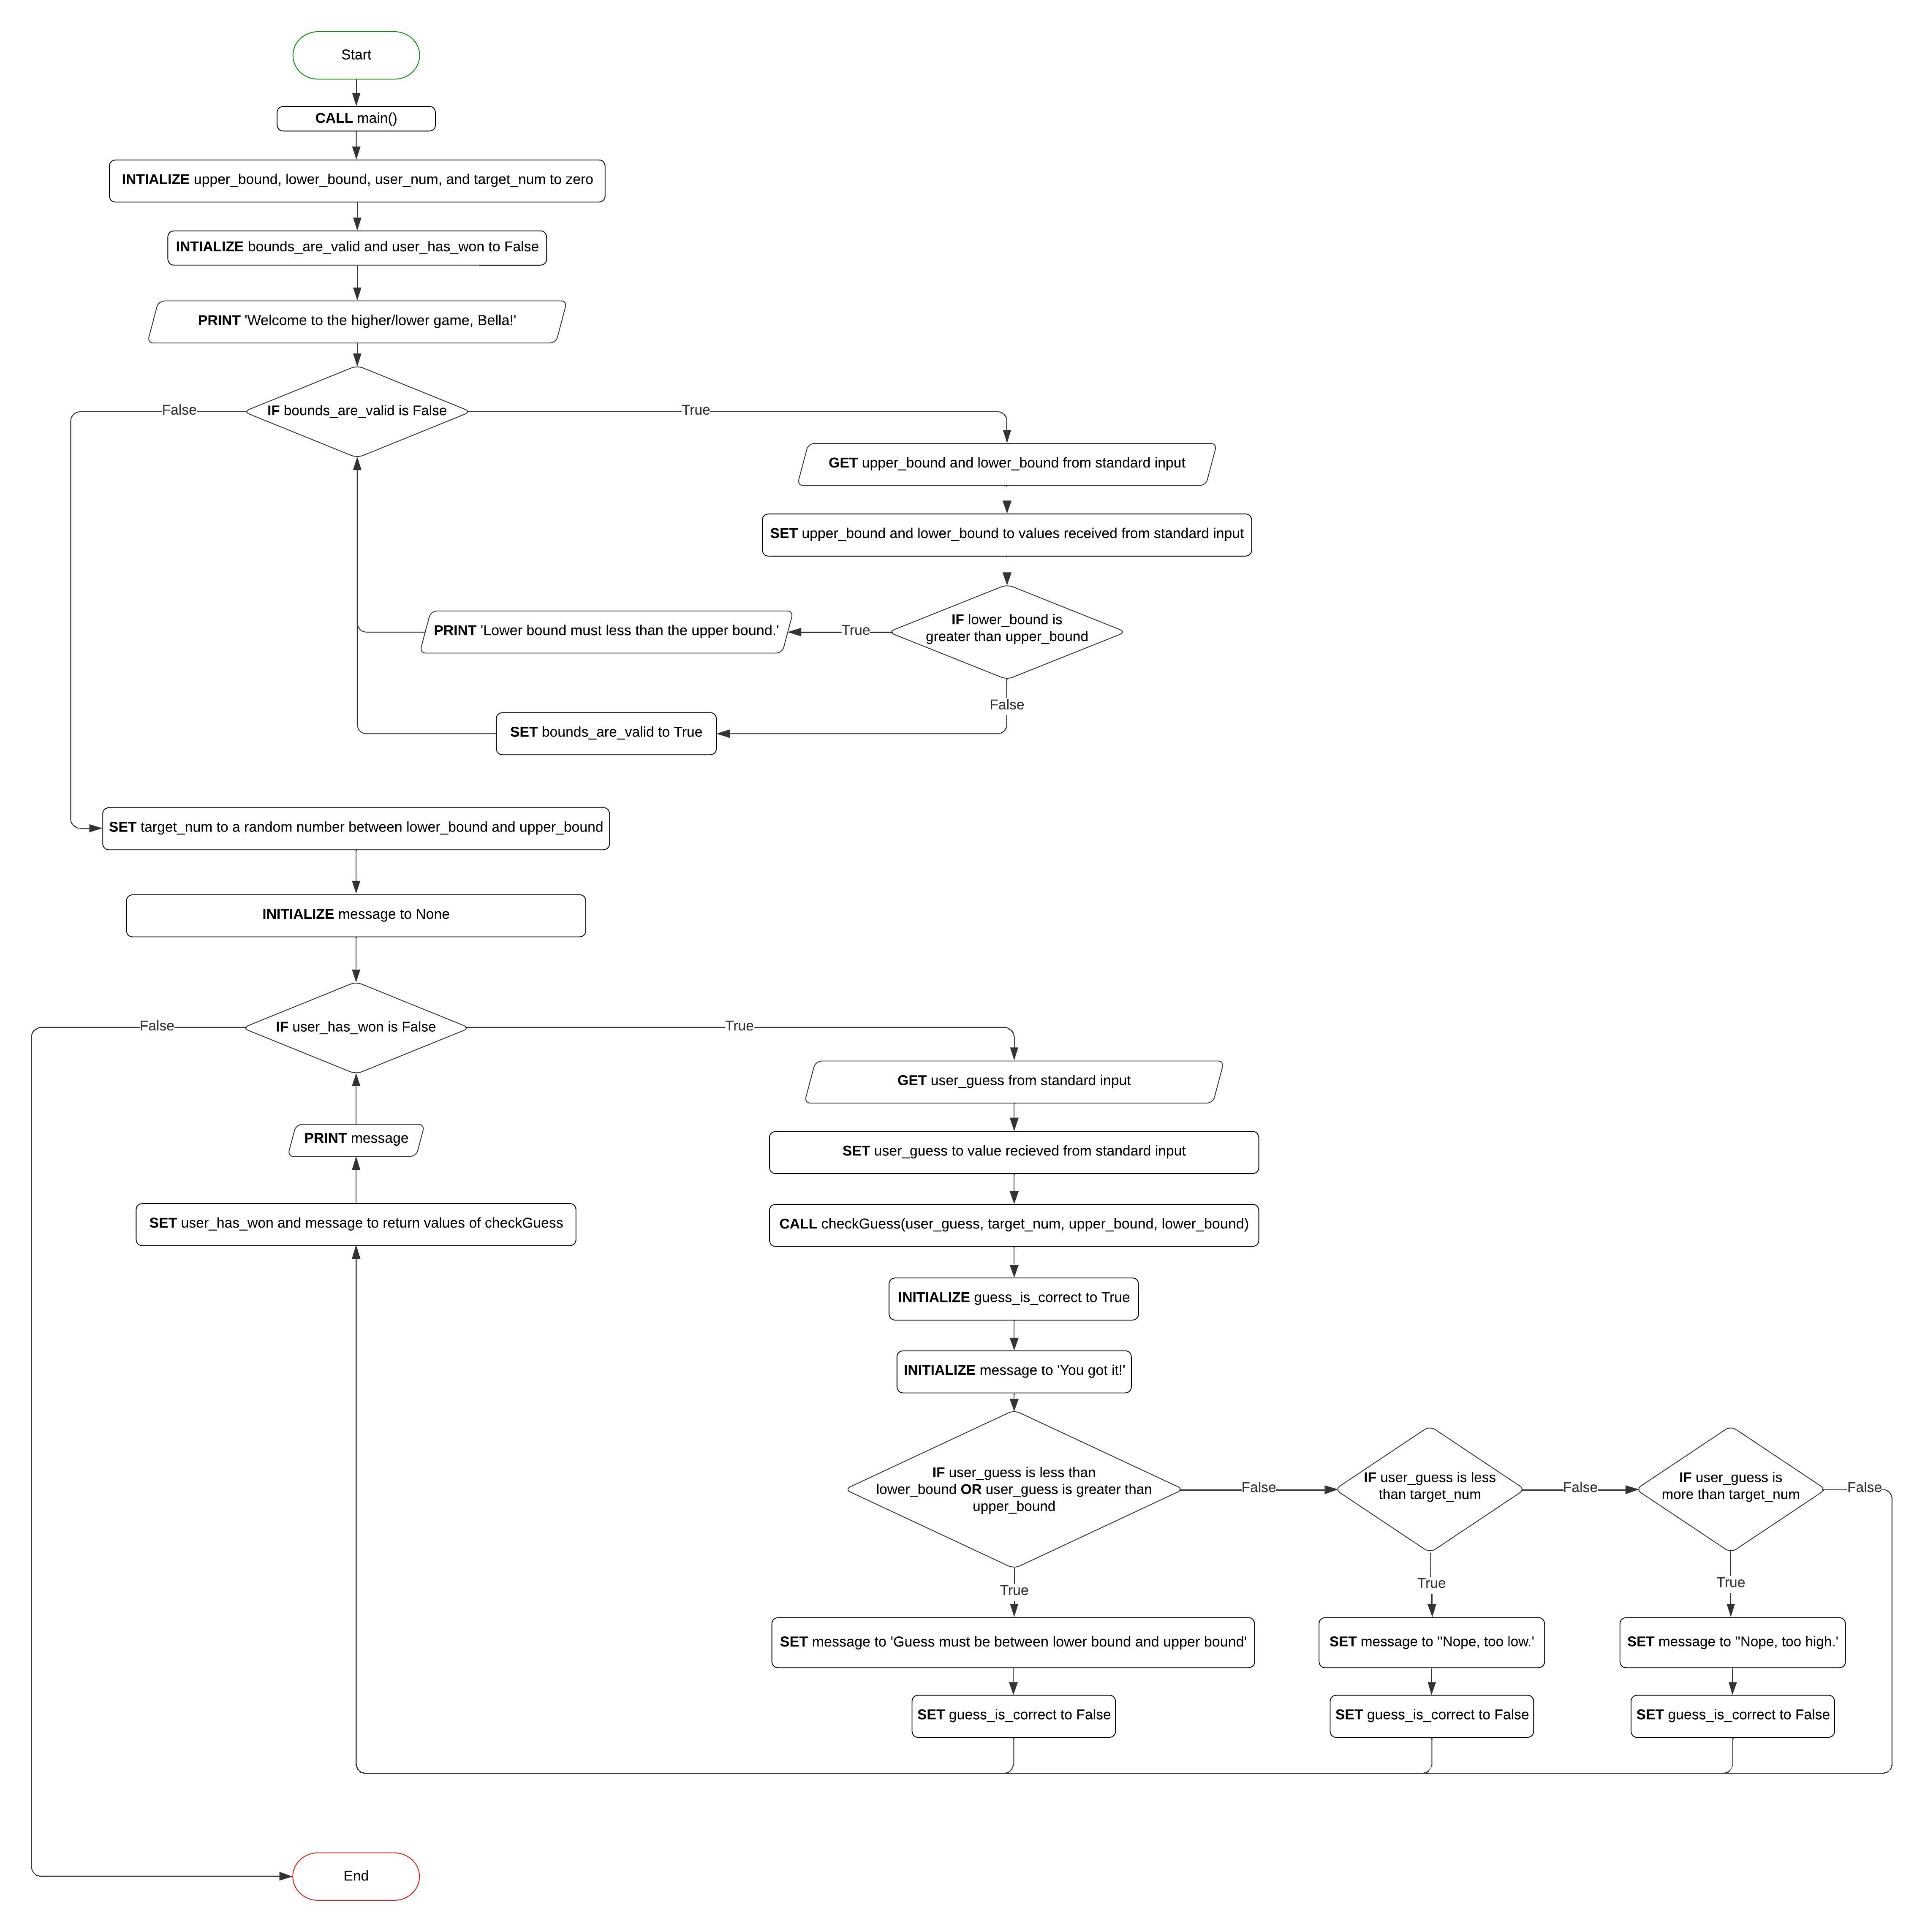 Start
CALL main()
INTIALIZE upper_bound, lower_bound, user_num, and target_num to zero
INTIALIZE bounds_are_valid and user_has_won to False
PRINT 'Welcome to the higher/lower game, Bella!'
IF bounds_are_valid is False
False
True
GET upper_bound and lower_bound from standard input
SET upper_bound and lower_bound to values received from standard input
IF lower_bound is
greater than upper_bound
True
PRINT 'Lower bound must less than the upper bound.'
False
SET bounds_are_valid to True
SET target_num to a random number between lower_bound and upper_bound
INITIALIZE message to None
IF user_has_won is False
False
True
GET user_guess from standard input
PRINT message
SET user_guess to value recieved from standard input
SET user_has_won and message to return values of checkGuess
CALL checkGuess(user_guess, target_num, upper_bound, lower_bound)
INITIALIZE guess_is_correct to True
INITIALIZE message to 'You got it!'
IF user_guess is less than
lower_bound OR user_guess is greater than
upper_bound
False
IF user_guess is less
than target_num
False
IF user_guess is
more than target_num
False
True
True
True
SET message to 'Guess must be between lower bound and upper bound'
SET message to "Nope, too low.'
SET message to "Nope, too high.'
SET guess_is_correct to False
SET guess_is_correct to False
SET guess_is_correct to False
End